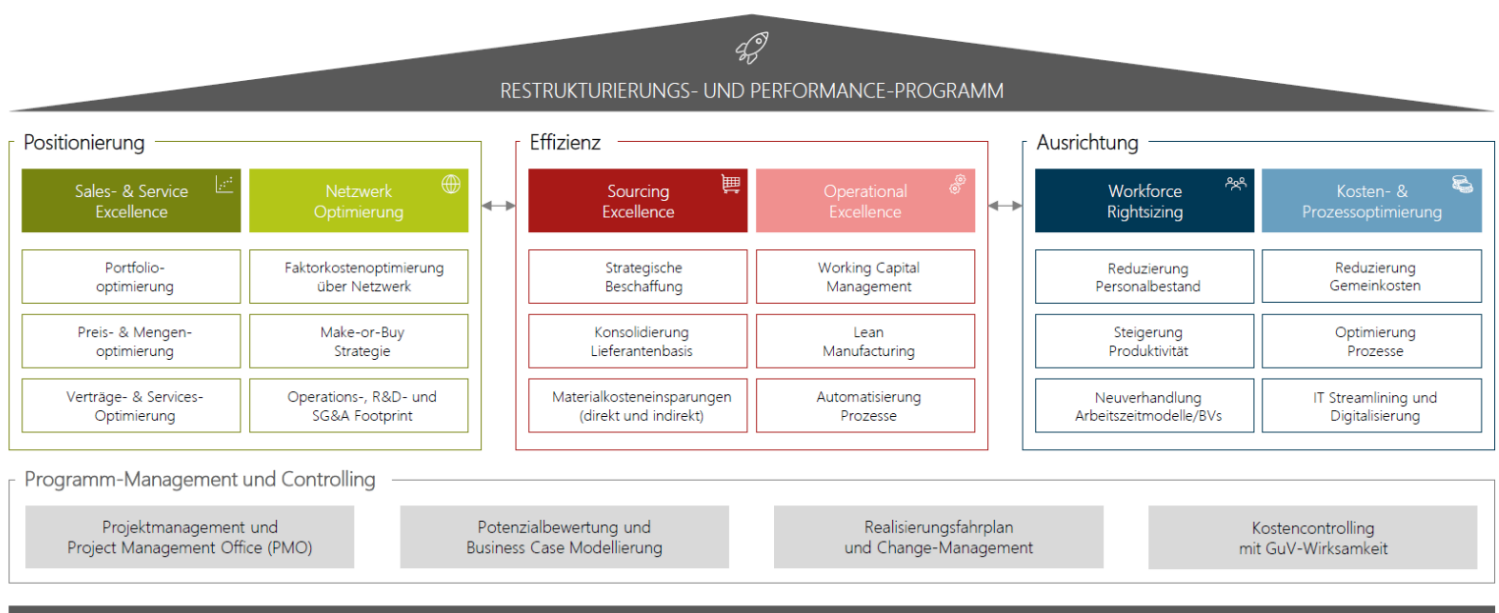 RESTRUKTURIERUNGS- UND PERFORMANCE-PROGRAMM
Positionierung
Sales- & Service
Excellence
Netzwerk
Optimierung
Portfolio-
optimierung
Faktorkostenoptimierung
über Netzwerk
Preis- & Mengen-
optimierung
Make-or-Buy
Strategie
Verträge- & Services-
Optimierung
Operations-, R&D- und
SG&A Footprint
Effizienz
Sourcing
Excellence
Operational
Excellence
Strategische
Beschaffung
Working Capital
Management
Konsolidierung
Lieferantenbasis
Lean
Manufacturing
Materialkosteneinsparungen
(direkt und indirekt)
Automatisierung
Prozesse
Ausrichtung
Workforce
Rightsizing
Kosten- &
Prozessoptimierung
Reduzierung
Personalbestand
Reduzierung
Gemeinkosten
Steigerung
Produktivität
Optimierung
Prozesse
Neuverhandlung
Arbeitszeitmodelle/BVs
IT Streamlining und
Digitalisierung
Programm-Management und Controlling
Projektmanagement und
Project Management Office (PMO)
Potenzialbewertung und
Business Case Modellierung
Realisierungsfahrplan
und Change-Management
Kostencontrolling
mit GuV-Wirksamkeit